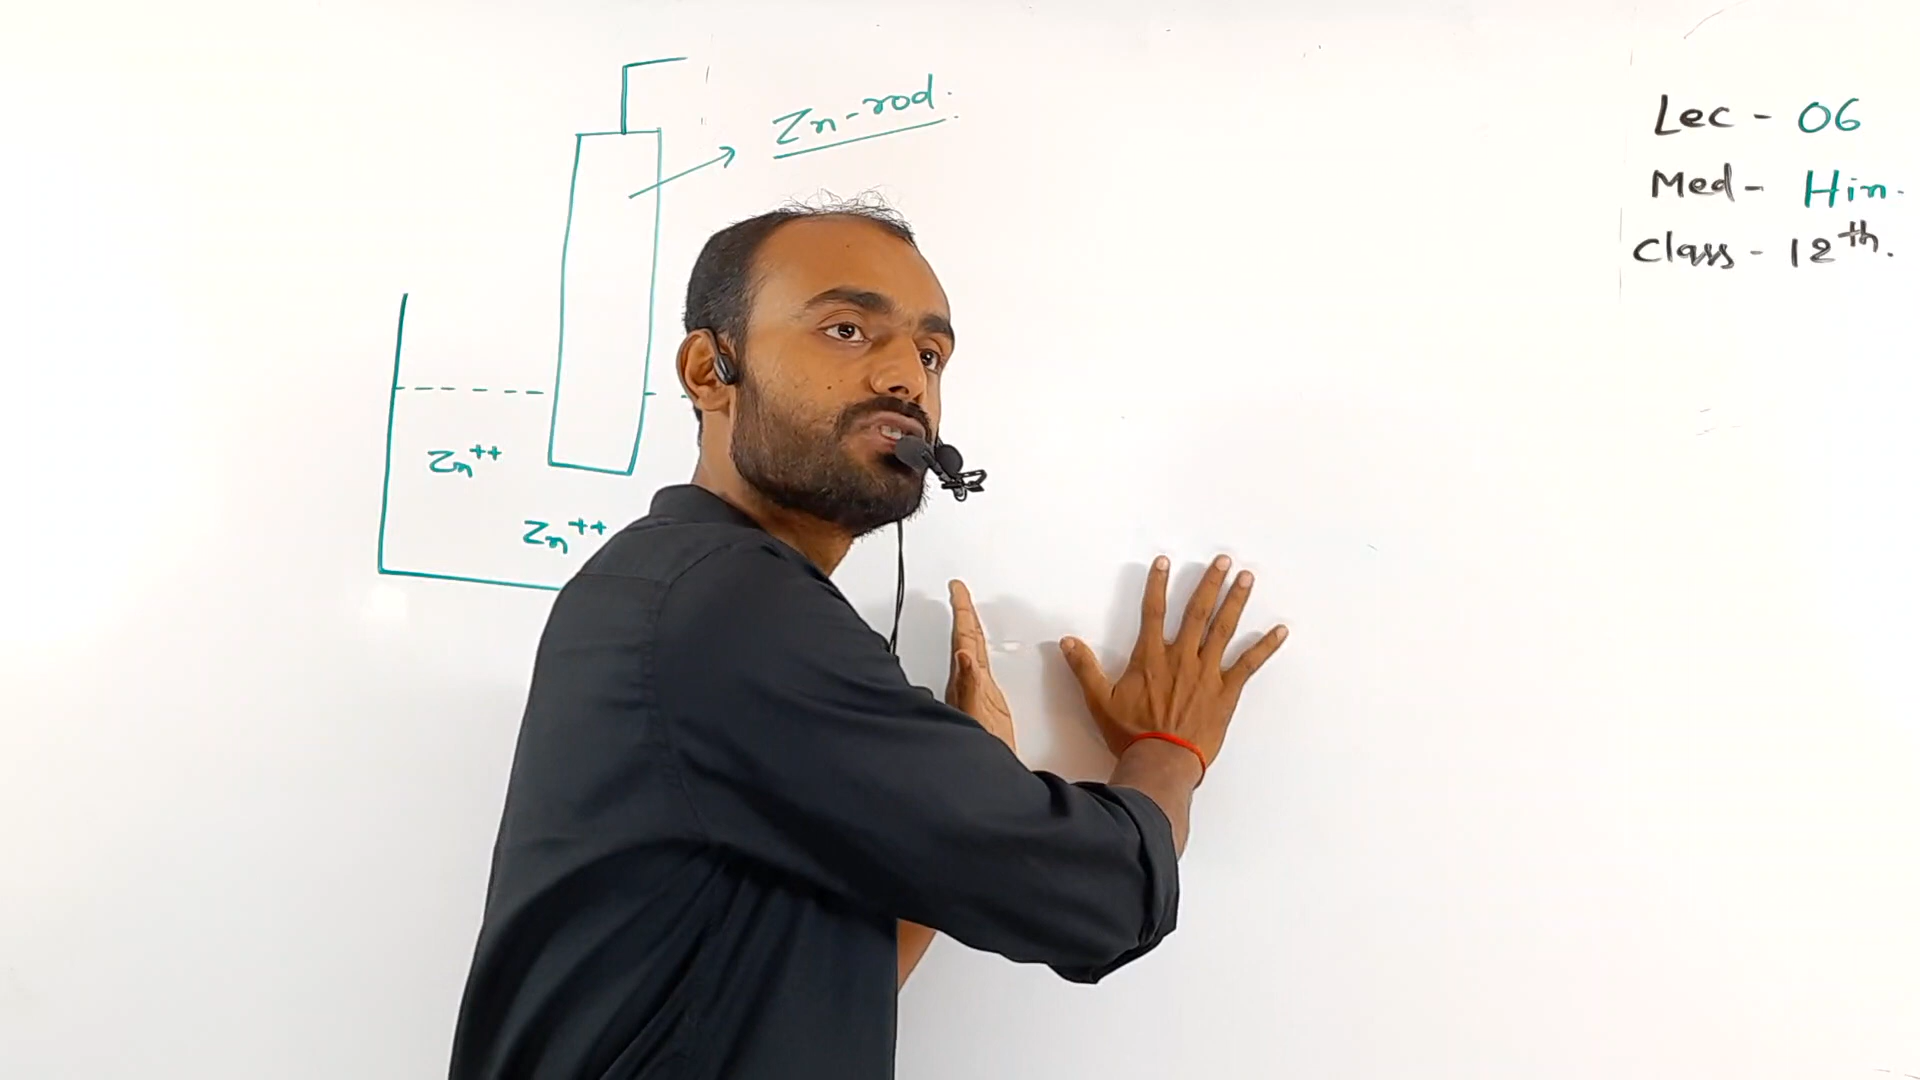 Zn-rod.
Zn++
Zn++
Lec - 06
Med - Hin.
Class - 12th.